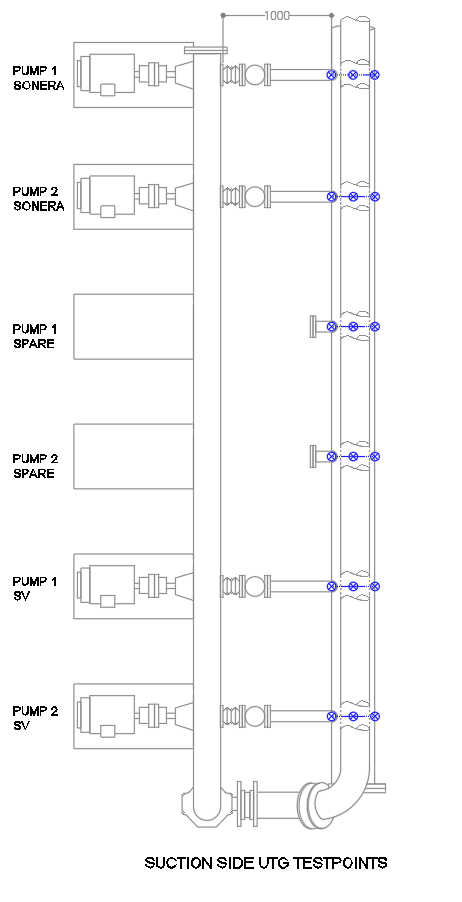 1000
PUMP 1
SONERA
PUMP 2
SONERA
PUMP 1
SPARE
PUMP 2
SPARE
PUMP 1
SV
PUMP 2
SV
SUCTION SIDE UTG TESTPOINTS